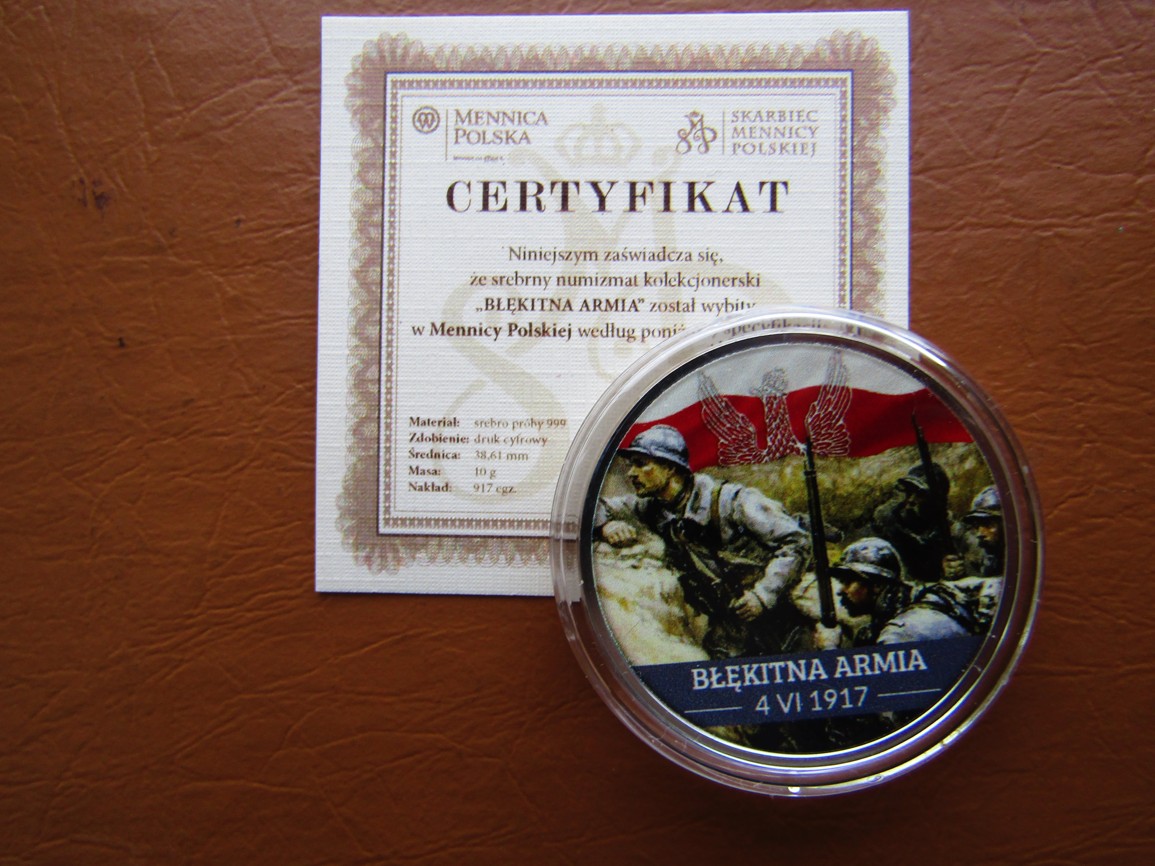 MENNICA
POLSKA
SKARBIEC
MENNICY
POLSKIEJ
CERTYFIKAT
Niniejszym zaświadcza się,
że srebrny numizmat kolekcjonerski
„BŁĘKITNA ARMIA” został wybity
w Mennicy Polskiej według
Materiał: srebro próby 999
Zdobienie: druk cyfrowy
Średnica: 38,61 mm
Masa: 10 g
Nakład: 917 egz.
BŁĘKITNA ARMIA
4 VI 1917